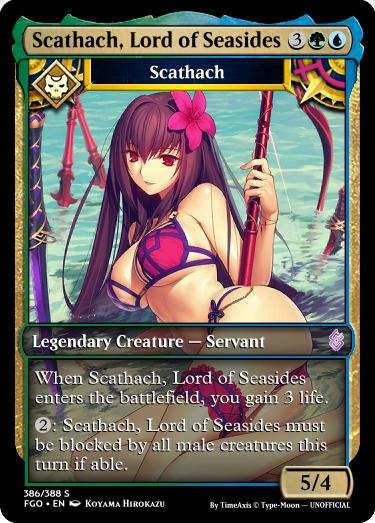 Scathach, Lord of Seasides 3
Scathach
Legendary Creature — Servant
When Scathach, Lord of Seasides
enters the battlefield, you gain 3 life.
2: Scathach, Lord of Seasides must
be blocked by all male creatures this
turn if able.
5/4
386/388 S
FGO • EN Koyama Hirokazu
By TimeAxis © Type-Moon — UNOFFICIAL